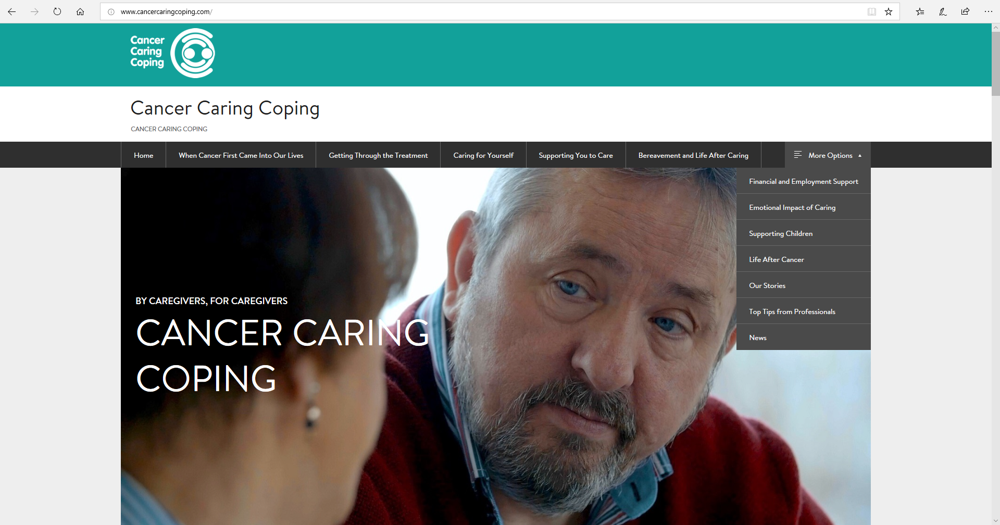 www.cancercaringcoping.com/
Cancer
Caring
Coping
Cancer Caring Coping
CANCER CARING COPING
Home When Cancer First Came Into Our Lives Getting Through the Treatment Caring for Yourself Supporting You to Care Bereavement and Life After Caring More Options
Financial and Employment Support
Emotional Impact of Caring
Supporting Children
Life After Cancer
Our Stories
Top Tips from Professionals
News
BY CAREGIVERS, FOR CAREGIVERS
CANCER CARING
COPING